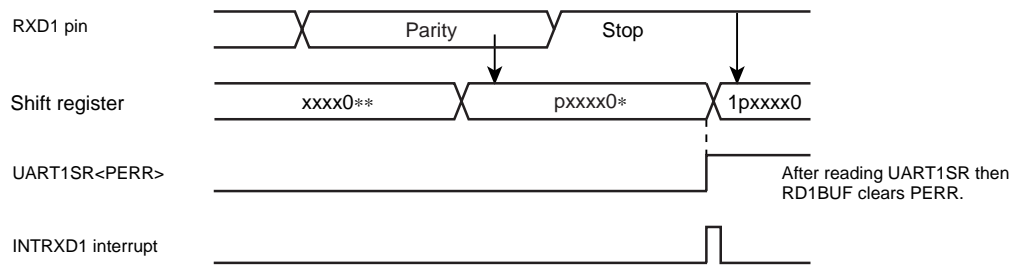 RXD1 pin
Parity
Stop
Shift register
xxxx0**
pxxxx0*
1pxxxx0
UART1SR<PERR>
After reading UART1SR then
RD1BUF clears PERR.
INTRXD1 interrupt